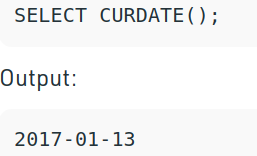 SELECT CURDATE();
Output:
2017-01-13